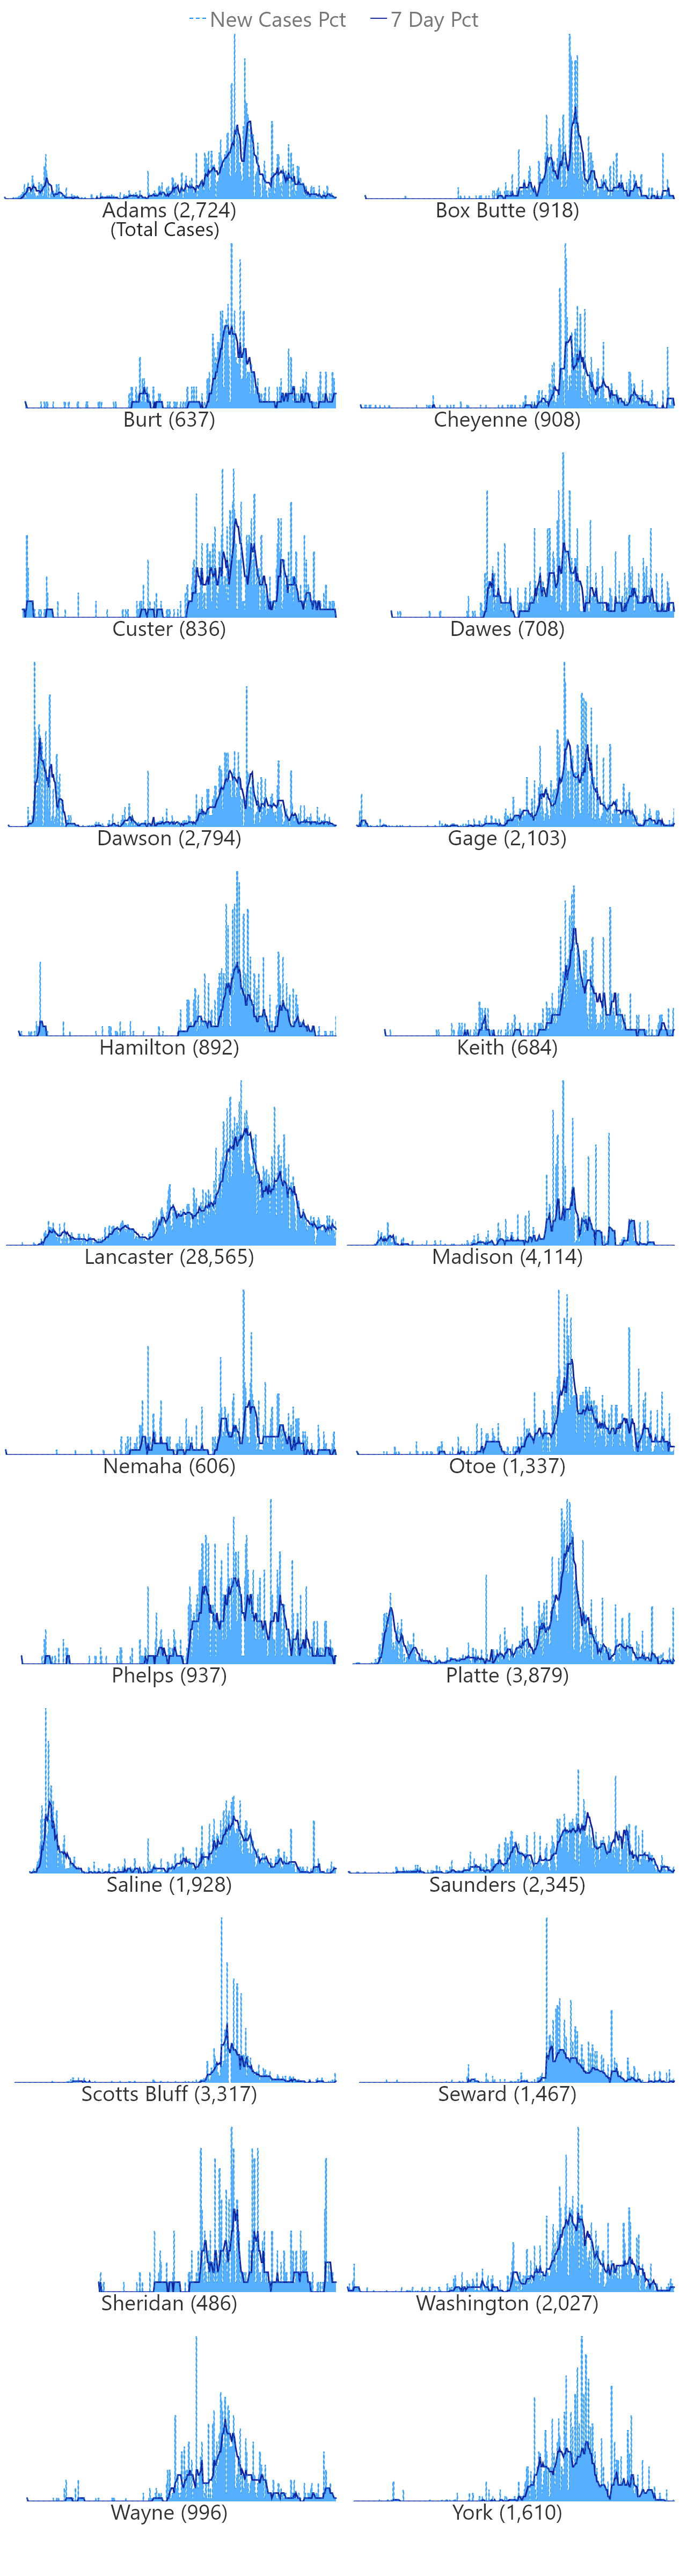 New Cases Pct 7 Day Pct
Adams (2,724) Box Butte (918)
(Total Cases)
Burt (637) Cheyenne (908)
Custer (836) Dawes (708)
Dawson (2,794) Gage (2,103)
Hamilton (892) Keith (684)
Lancaster (28,565) Madison (4,114)
Nemaha (606) Otoe (1,337)
Phelps (937) Platte (3,879)
Saline (1,928) Saunders (2,345)
Scotts Bluff (3,317) Seward (1,467)
Sheridan (486) Washington (2,027)
Wayne (996) York (1,610)